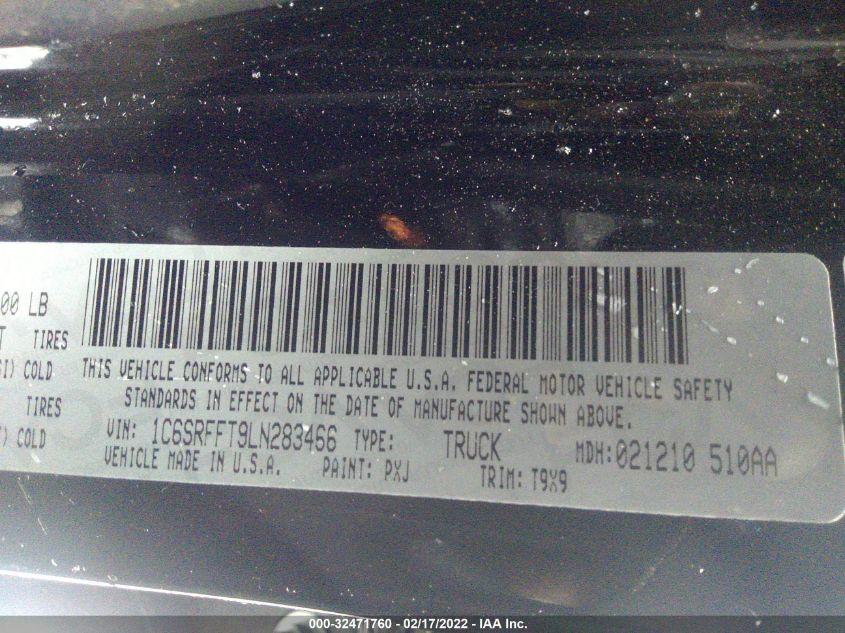 00 LB
TIRES
SI) COLD
TIRES
COLD
THIS VEHICLE CONFORMS TO ALL APPLICABLE U.S.A. FEDERAL MOTOR VEHICLE SAFETY
STANDARDS IN EFFECT ON THE DATE OF MANUFACTURE SHOWN ABOVE.
VIN: 1C6SRFFT9LN283466 TYPE: TRUCK MDH:021210 510AA
VEHICLE MADE IN U.S.A. PAINT: PXJ TRIM: T9X9
000-32471760 - 02/17/2022 - IAA Inc.